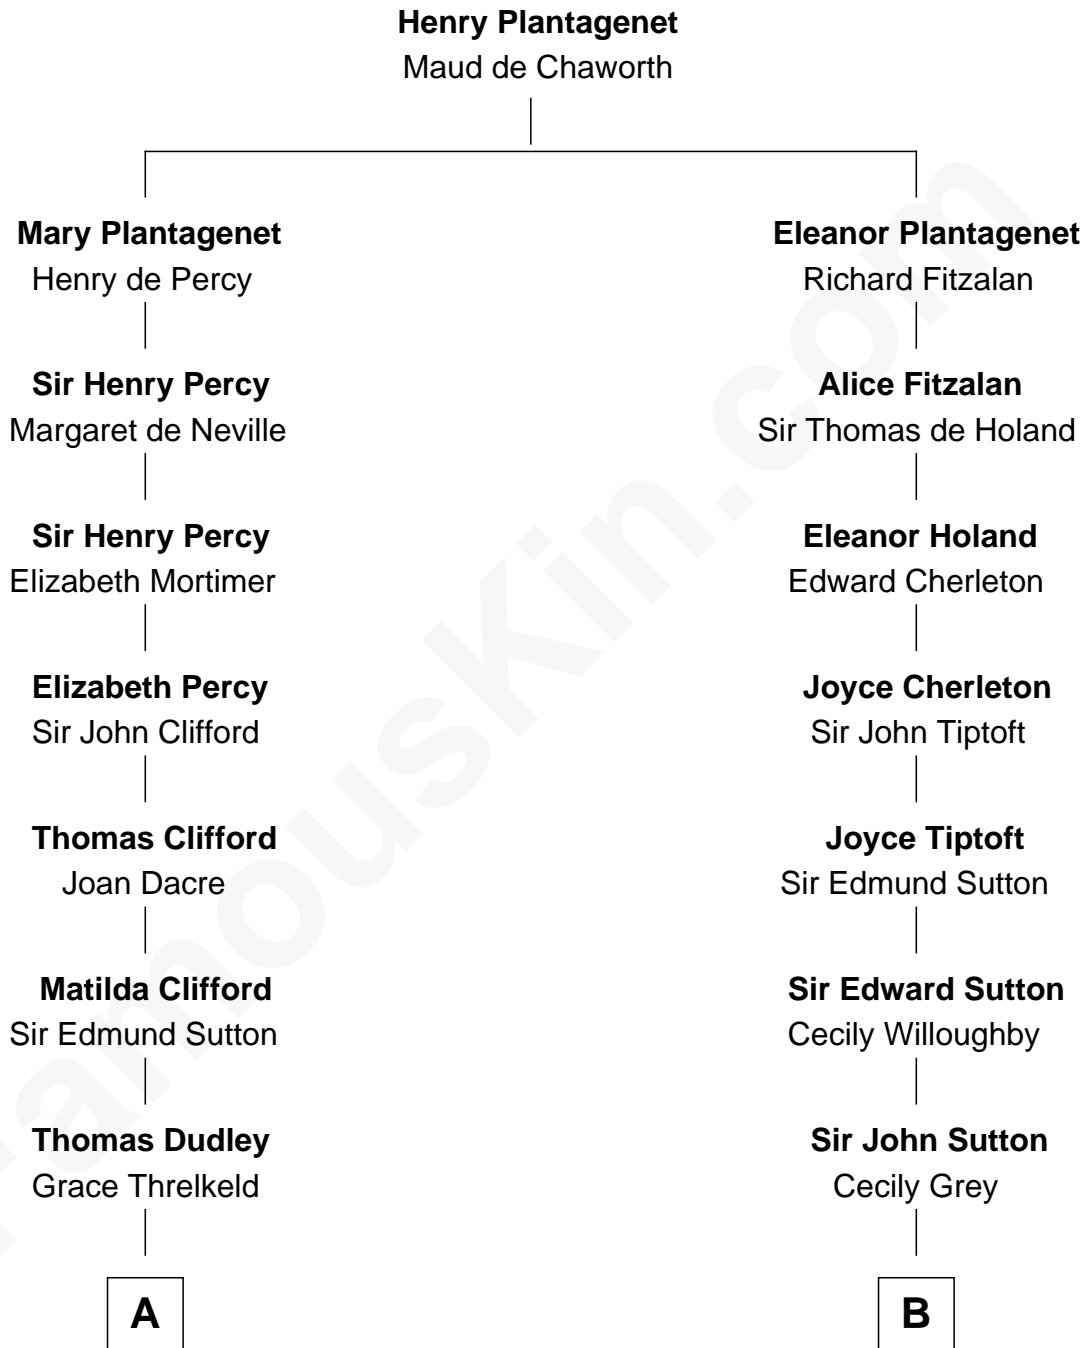 Henry Plantagenet
Maud de Chaworth
Mary Plantagenet
Henry de Percy
Eleanor Plantagenet
Richard Fitzalan
Sir Henry Percy
Margaret de Neville
Alice Fitzalan
Sir Thomas de Holand
Sir Henry Percy
Elizabeth Mortimer
Eleanor Holand
Edward Cherleton
Elizabeth Percy
Sir John Clifford
Joyce Cherleton
Sir John Tiptoft
Thomas Clifford
Joan Dacre
Joyce Tiptoft
Sir Edmund Sutton
Matilda Clifford
Sir Edmund Sutton
Sir Edward Sutton
Cecily Willoughby
Thomas Dudley
Grace Threlkeld
Sir John Sutton
Cecily Grey
A
B
FamousKin.com